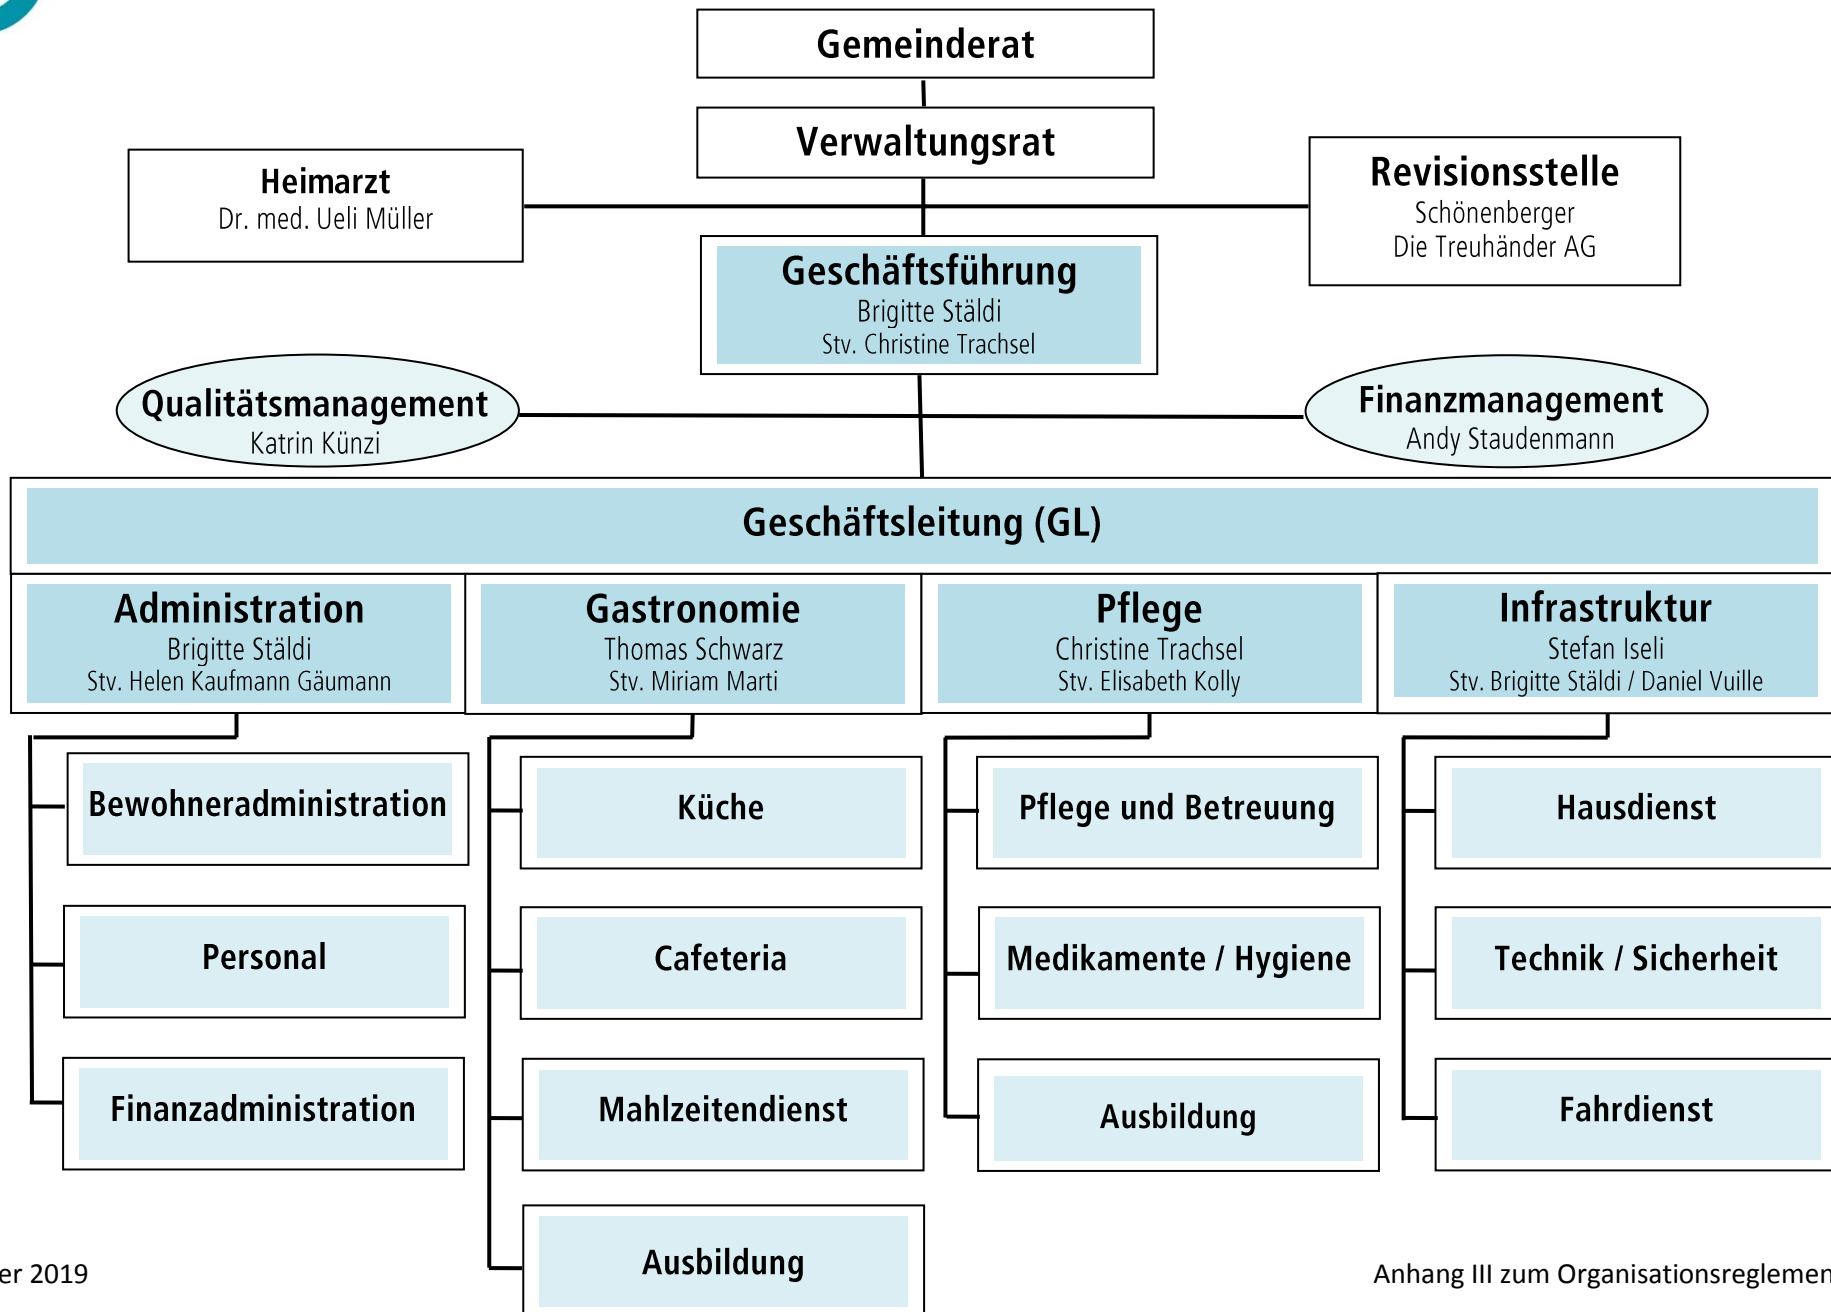 Gemeinderat
Verwaltungsrat
Heimarzt
Dr. med. Ueli Müller
Revisionsstelle
Schönenberger
Die Treuhänder AG
Geschäftsführung
Brigitte Stäldi
Stv. Christine Trachsel
Qualitätsmanagement
Katrin Künzi
Finanzmanagement
Andy Staudenmann
Geschäftsleitung (GL)
Administration
Brigitte Stäldi
Stv. Helen Kaufmann Gäumann
Gastronomie
Thomas Schwarz
Stv. Miriam Marti
Pflege
Christine Trachsel
Stv. Elisabeth Kolly
Infrastruktur
Stefan Iseli
Stv. Brigitte Stäldi / Daniel Vuille
Bewohneradministration
Personal
Finanzadministration
Küche
Cafeteria
Mahlzeitendienst
Ausbildung
Pflege und Betreuung
Medikamente / Hygiene
Ausbildung
Hausdienst
Technik / Sicherheit
Fahrdienst
er 2019
Anhang III zum Organisationsreglemen